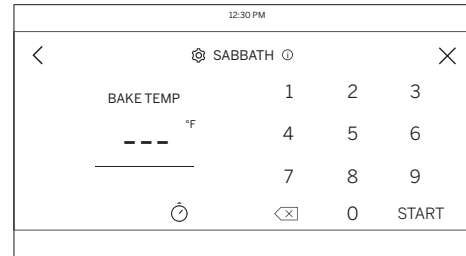 12:30 PM
SABBATH
BAKE TEMP
--- °F
1 2 3
4 5 6
7 8 9
0 START